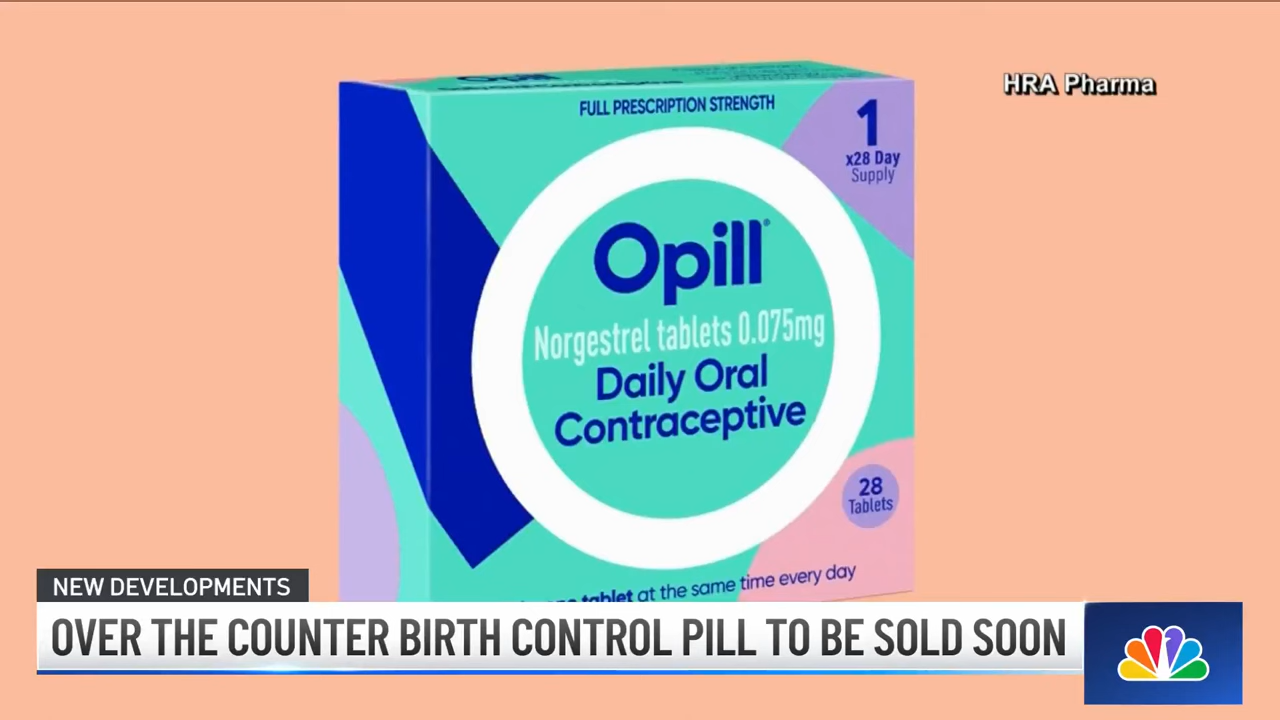 HRA Pharma
Opill
FULL PRESCRIPTION STRENGTH
1
x28 Day
Supply
Opill®
Norgestrel tablets 0.075mg
Daily Oral
Contraceptive
28
Tablets
tablet at the same time every day
NEW DEVELOPMENTS
OVER THE COUNTER BIRTH CONTROL PILL TO BE SOLD SOON